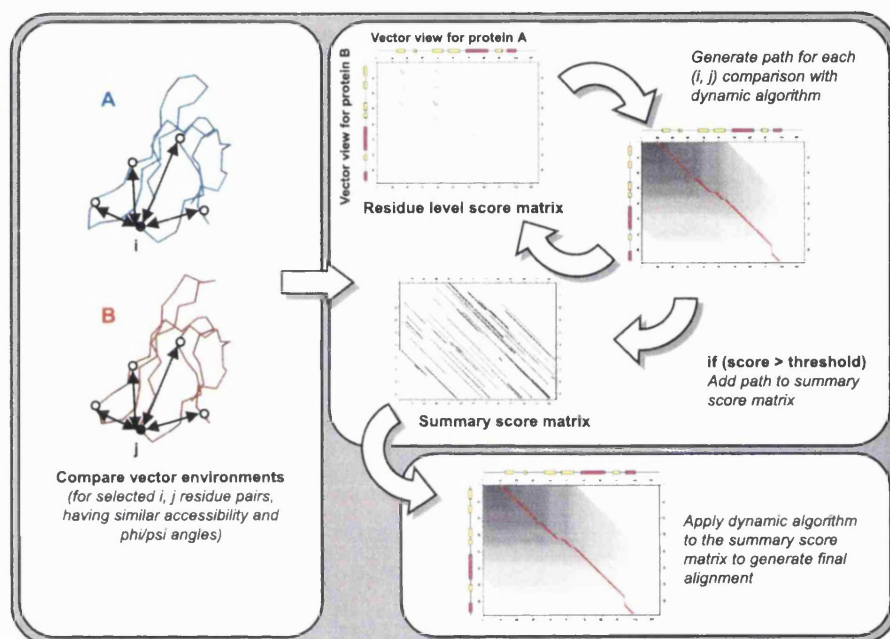 A
i
B
j
Compare vector environments
(for selected i, j residue pairs,
having similar accessibility and
phi/psi angles)
Vector view for protein A
Vector view for protein B
Residue level score matrix
Generate path for each
(i, j) comparison with
dynamic algorithm
if (score > threshold)
Add path to summary
score matrix
Summary score matrix
Apply dynamic algorithm
to the summary score
matrix to generate final
alignment